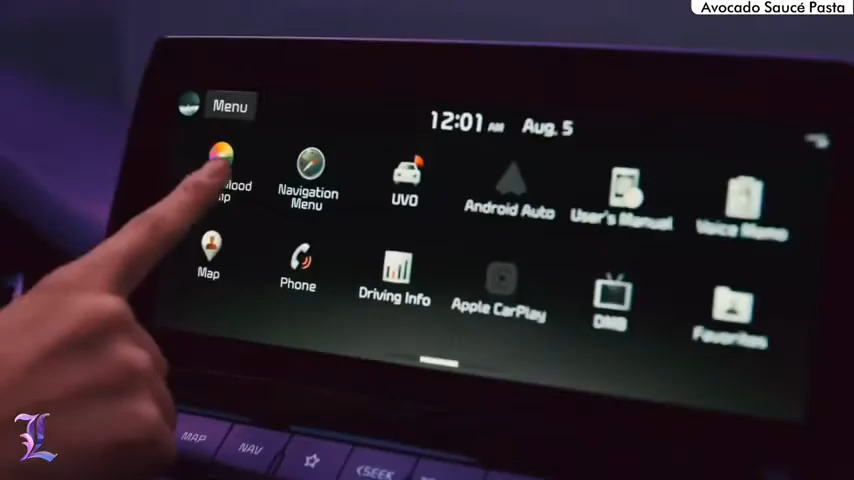 Avocado Saucé Pasta
Menu
12:01 AM Aug. 5
Navigation
Menu
UVO
Android Auto
User's Manual
Voice Memo
Map
Phone
Driving Info
Apple CarPlay
DMB
Favorites
MAP
NAV
<SEEK
L